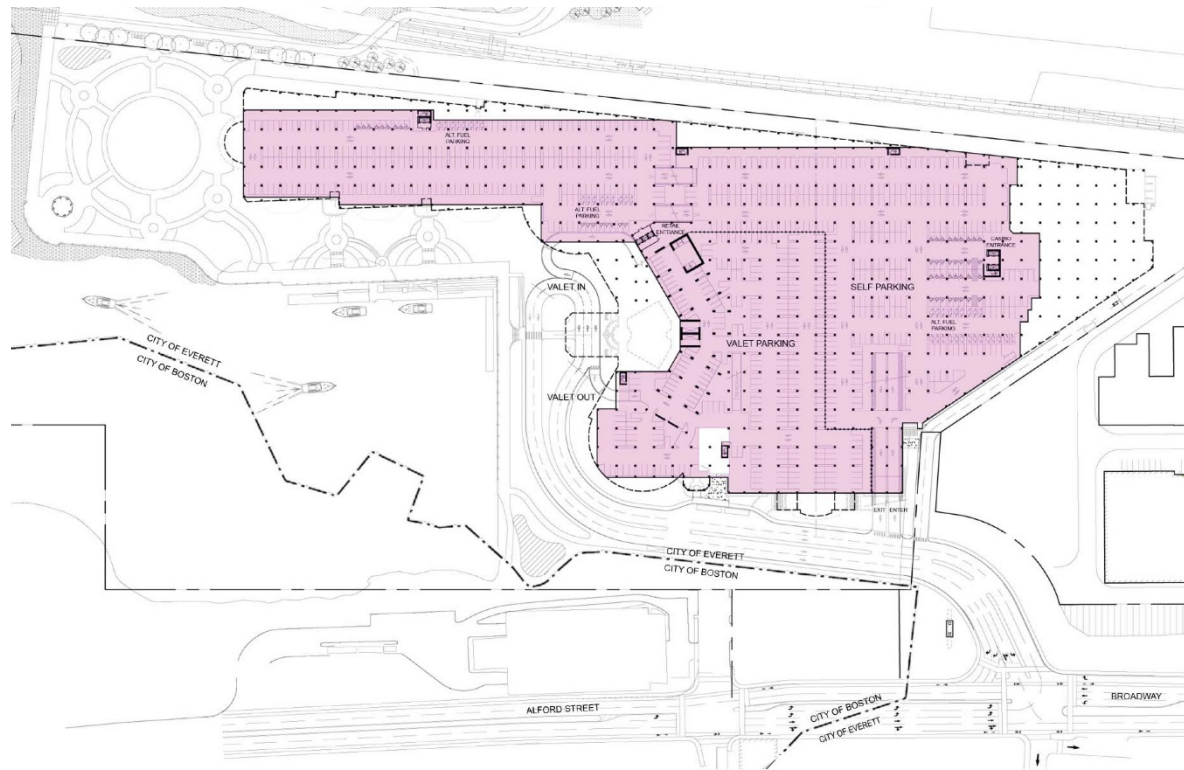 ALT FUEL
PARKING
ALT FUEL
PARKING
RETAIL
ENTRANCE
CASINO
ENTRANCE
VALET IN
SELF PARKING
ALT FUEL
PARKING
VALET PARKING
CITY OF EVERETT
CITY OF BOSTON
VALET OUT
EXIT
ENTER
CITY OF EVERETT
CITY OF BOSTON
ALFORD STREET
CITY OF BOSTON
CITY OF EVERETT
BROADWAY